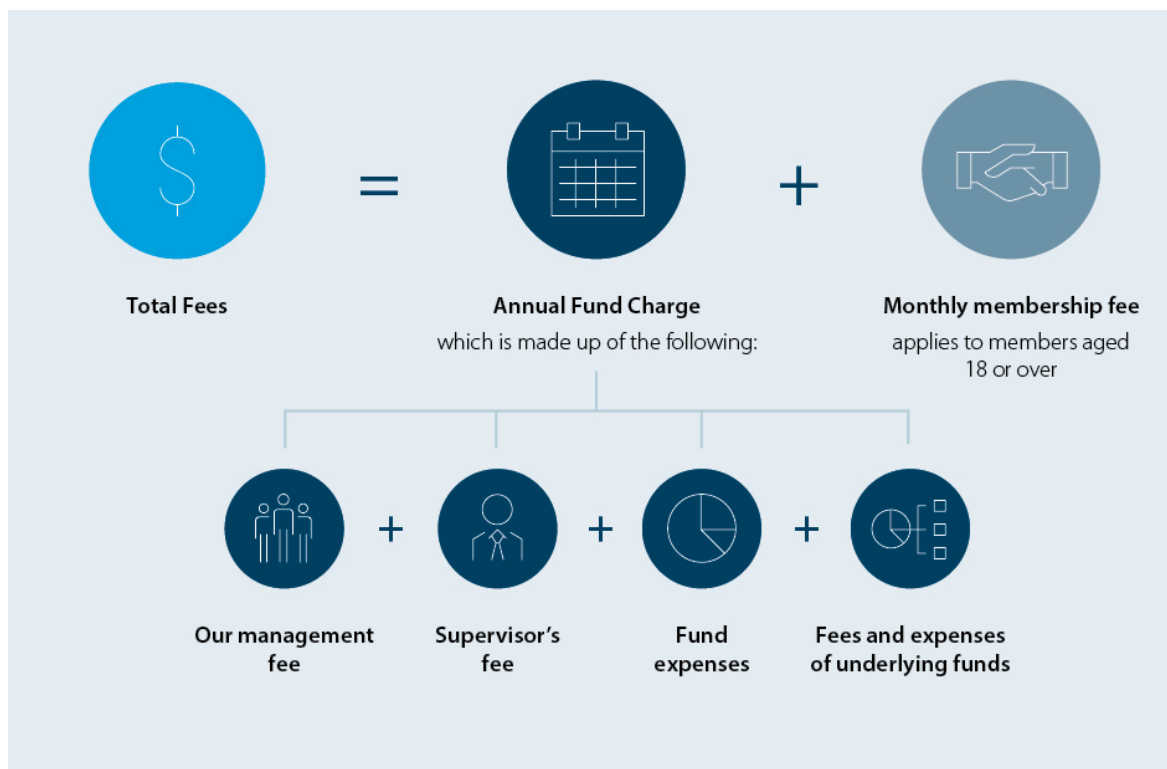 $
=
+
Total Fees
Annual Fund Charge
which is made up of the following:
Monthly membership fee
applies to members aged
18 or over
+
+
+
Our management
fee
Supervisor’s
fee
Fund
expenses
Fees and expenses
of underlying funds